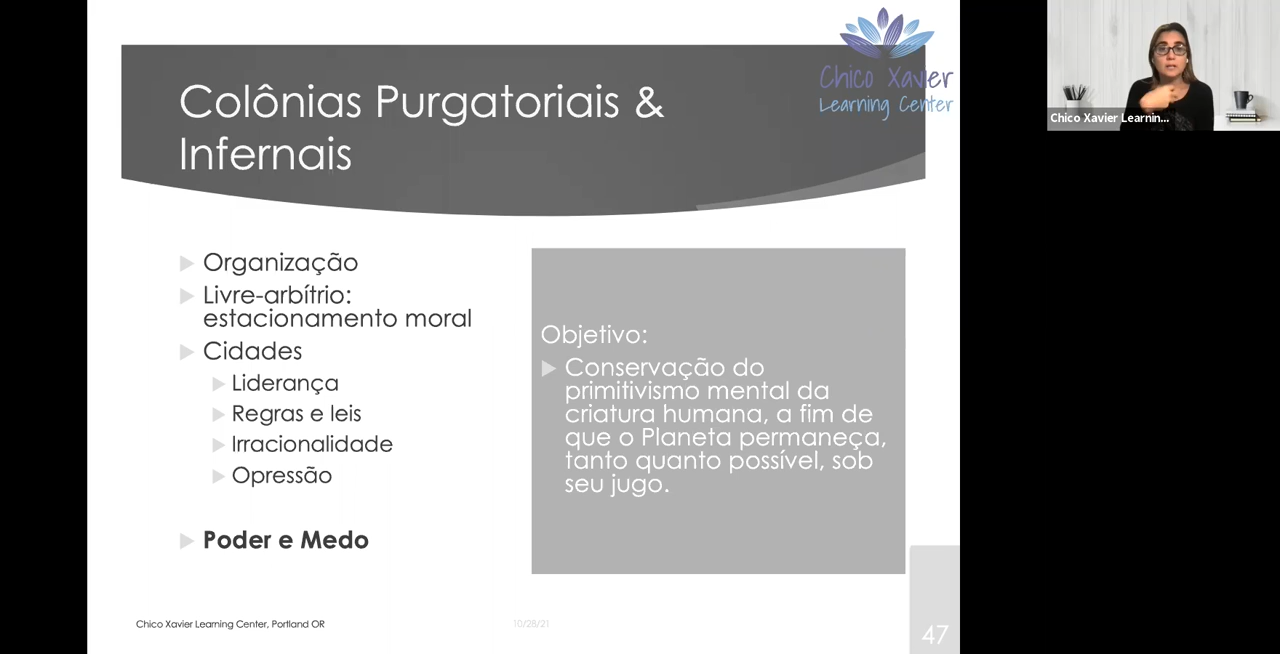 Chico Xavier
Learning Center
Colônias Purgatoriais &
Infernais
Organização
Livre-arbítrio:
estacionamento moral
Cidades
Liderança
Regras e leis
Irracionalidade
Opressão
Poder e Medo
Objetivo:
Conservação do
primitivismo mental da
criatura humana, a fim de
que o Planeta permaneça,
tanto quanto possível, sob
seu jugo.
Chico Xavier Learning Center, Portland OR
10/28/21
47
Chico Xavier Learnin...